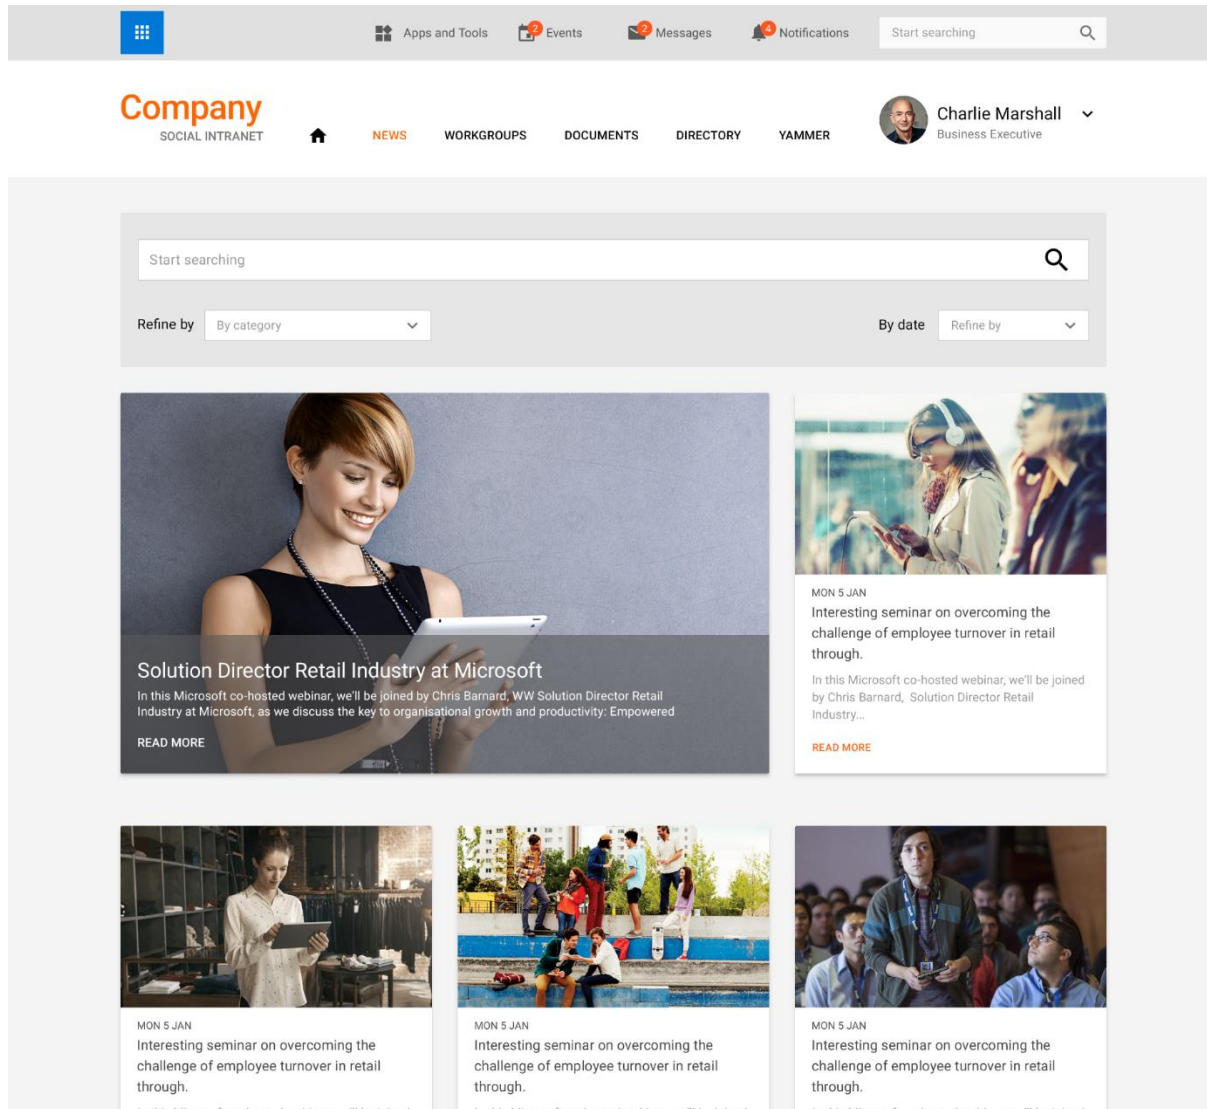 Apps and Tools
2
Events
2
Messages
4
Notifications
Start searching
Company
SOCIAL INTRANET
NEWS
WORKGROUPS
DOCUMENTS
DIRECTORY
YAMMER
Charlie Marshall
Business Executive
Start searching
Refine by
By category
By date
Refine by
Solution Director Retail Industry at Microsoft
In this Microsoft co-hosted webinar, we'll be joined by Chris Barnard, WW Solution Director Retail
Industry at Microsoft, as we discuss the key to organisational growth and productivity: Empowered
READ MORE
MON 5 JAN
Interesting seminar on overcoming the
challenge of employee turnover in retail
through.
In this Microsoft co-hosted webinar, we'll be joined
by Chris Barnard, Solution Director Retail
Industry...
READ MORE
MON 5 JAN
Interesting seminar on overcoming the
challenge of employee turnover in retail
through.
MON 5 JAN
Interesting seminar on overcoming the
challenge of employee turnover in retail
through.
MON 5 JAN
Interesting seminar on overcoming the
challenge of employee turnover in retail
through.